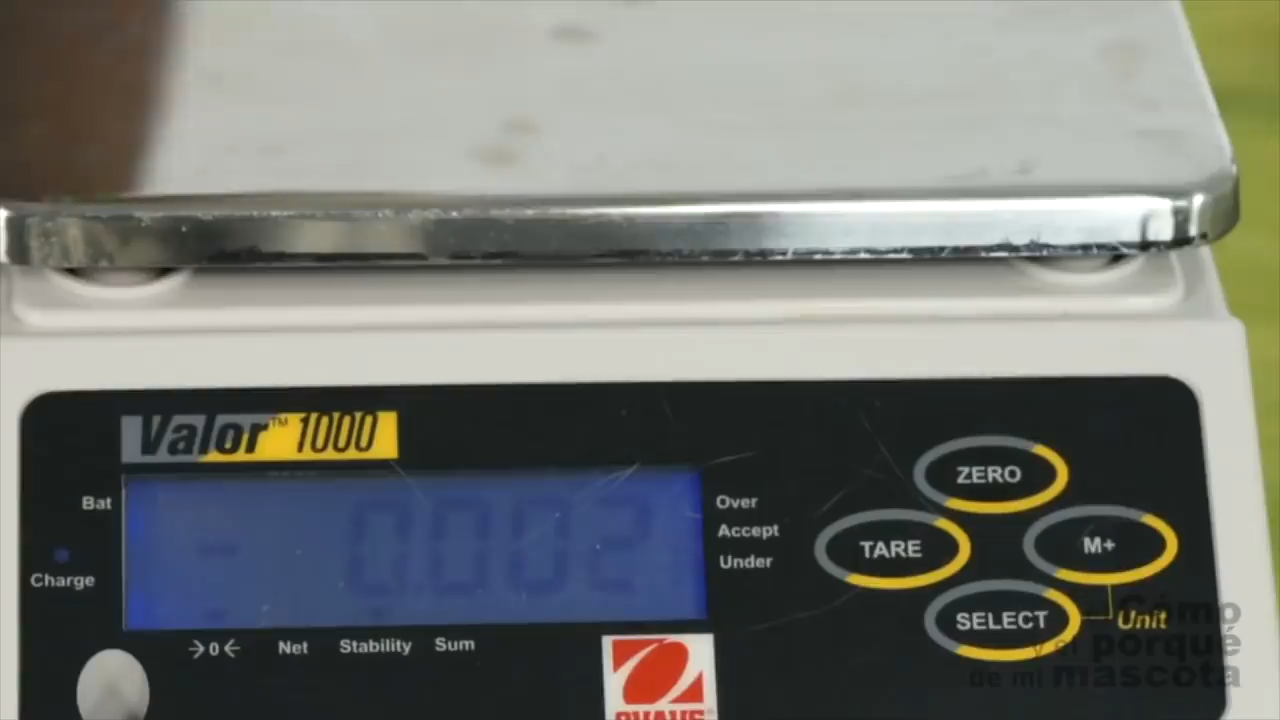 Valor™ 1000
ZERO
Bat
- 0.002
Over
Accept
Under
TARE
M+
Charge
SELECT
Unit
→0←
Net
Stability
Sum
OHAUS
Cómo
y el porqué
de mi mascota